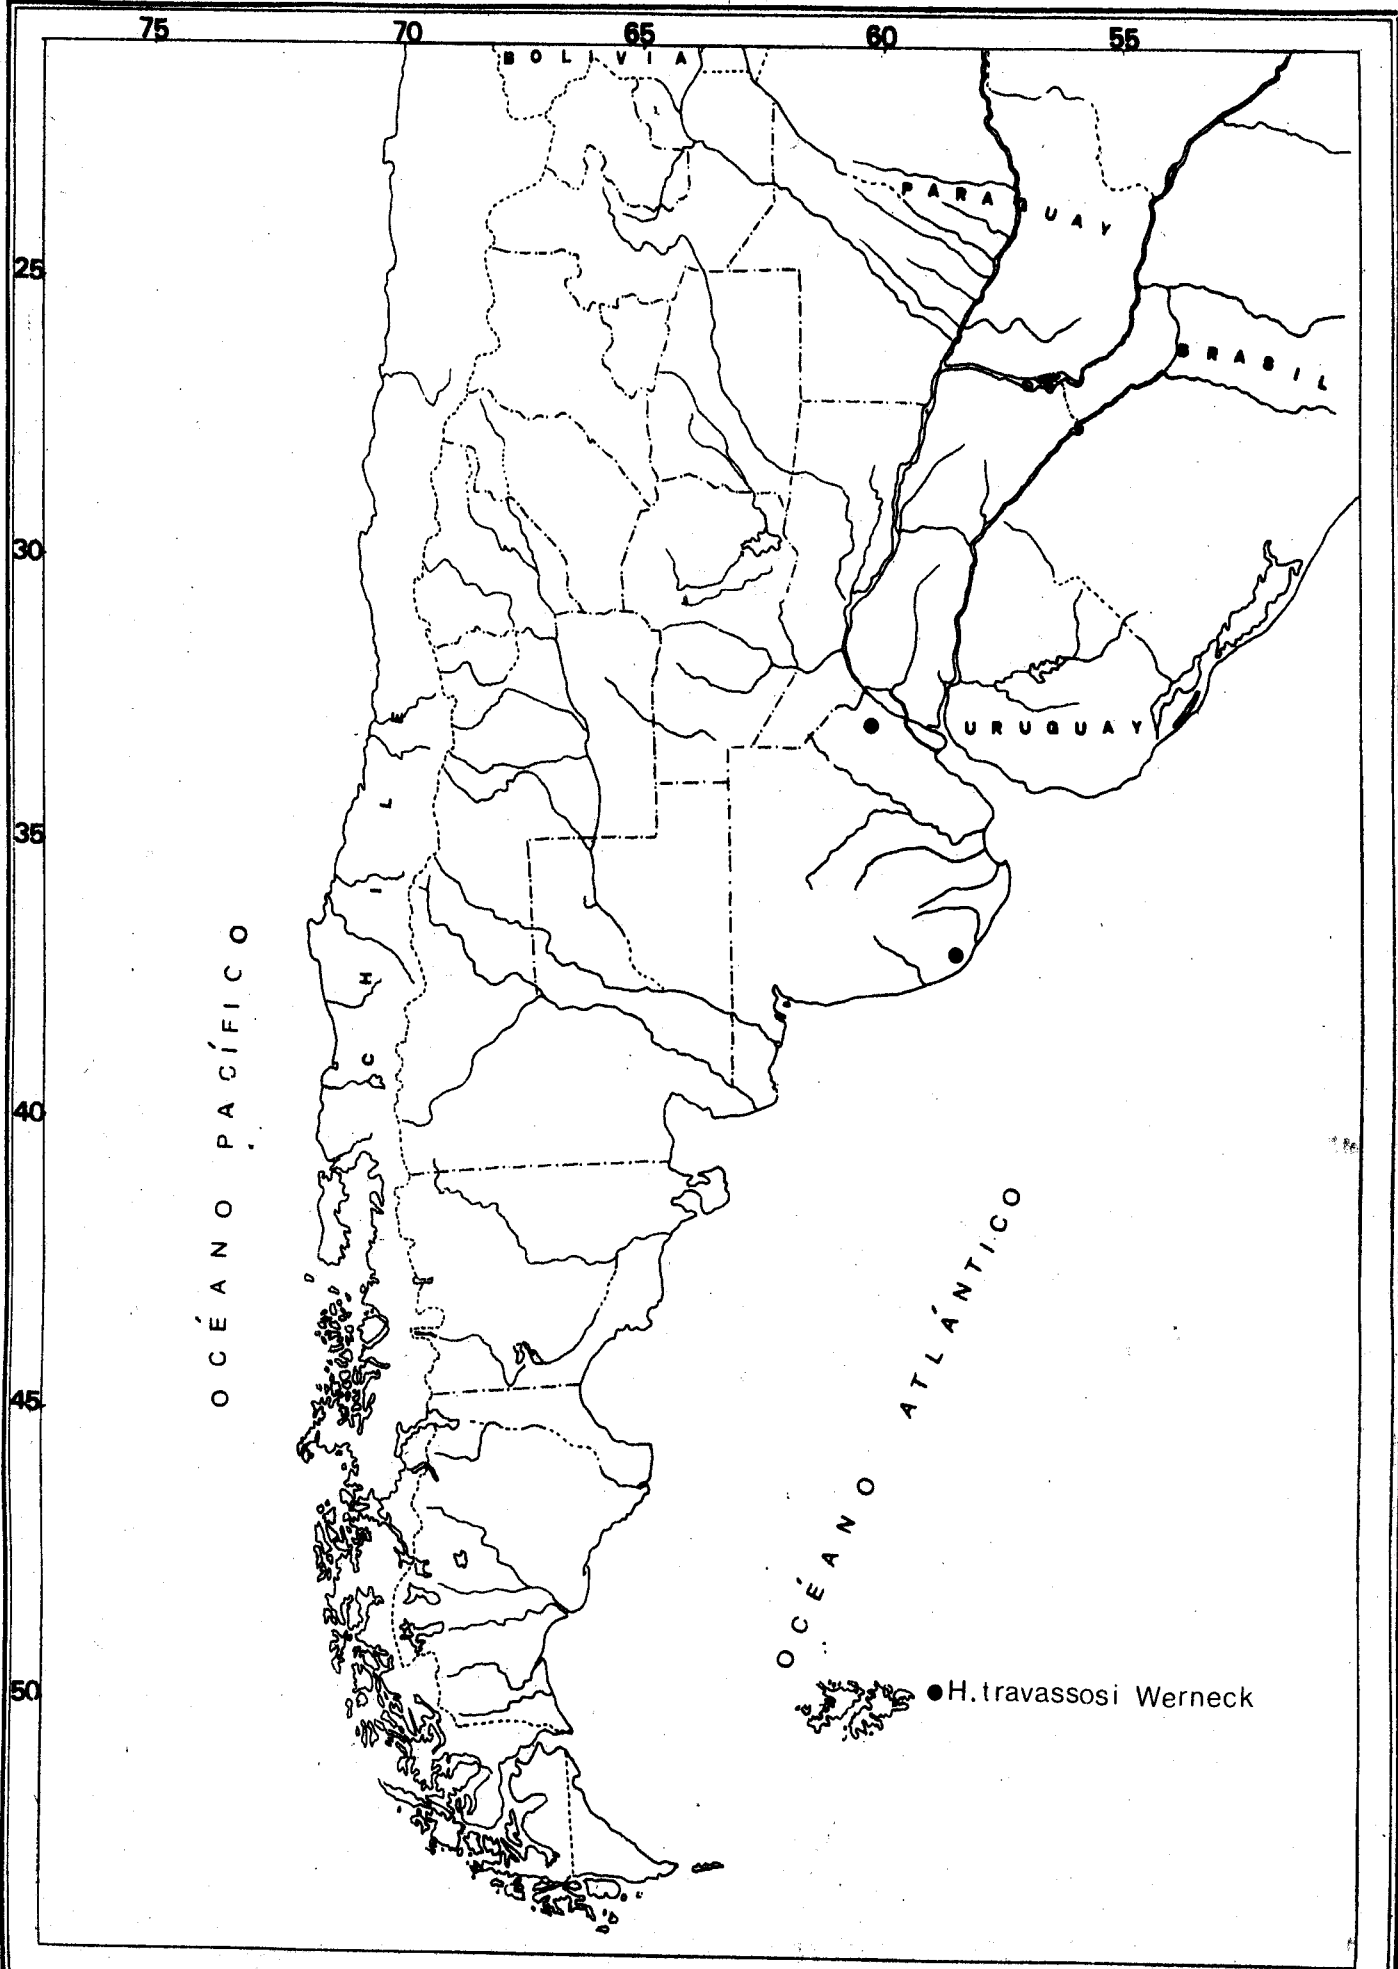 75 70 65 60 55
BOLIVIA
PARAGUAY
25
BRASIL
30
URUGUAY
35
CHILE
OCÉANO PACÍFICO
40
OCÉANO ATLÁNTICO
45
50
H.travassosi Werneck